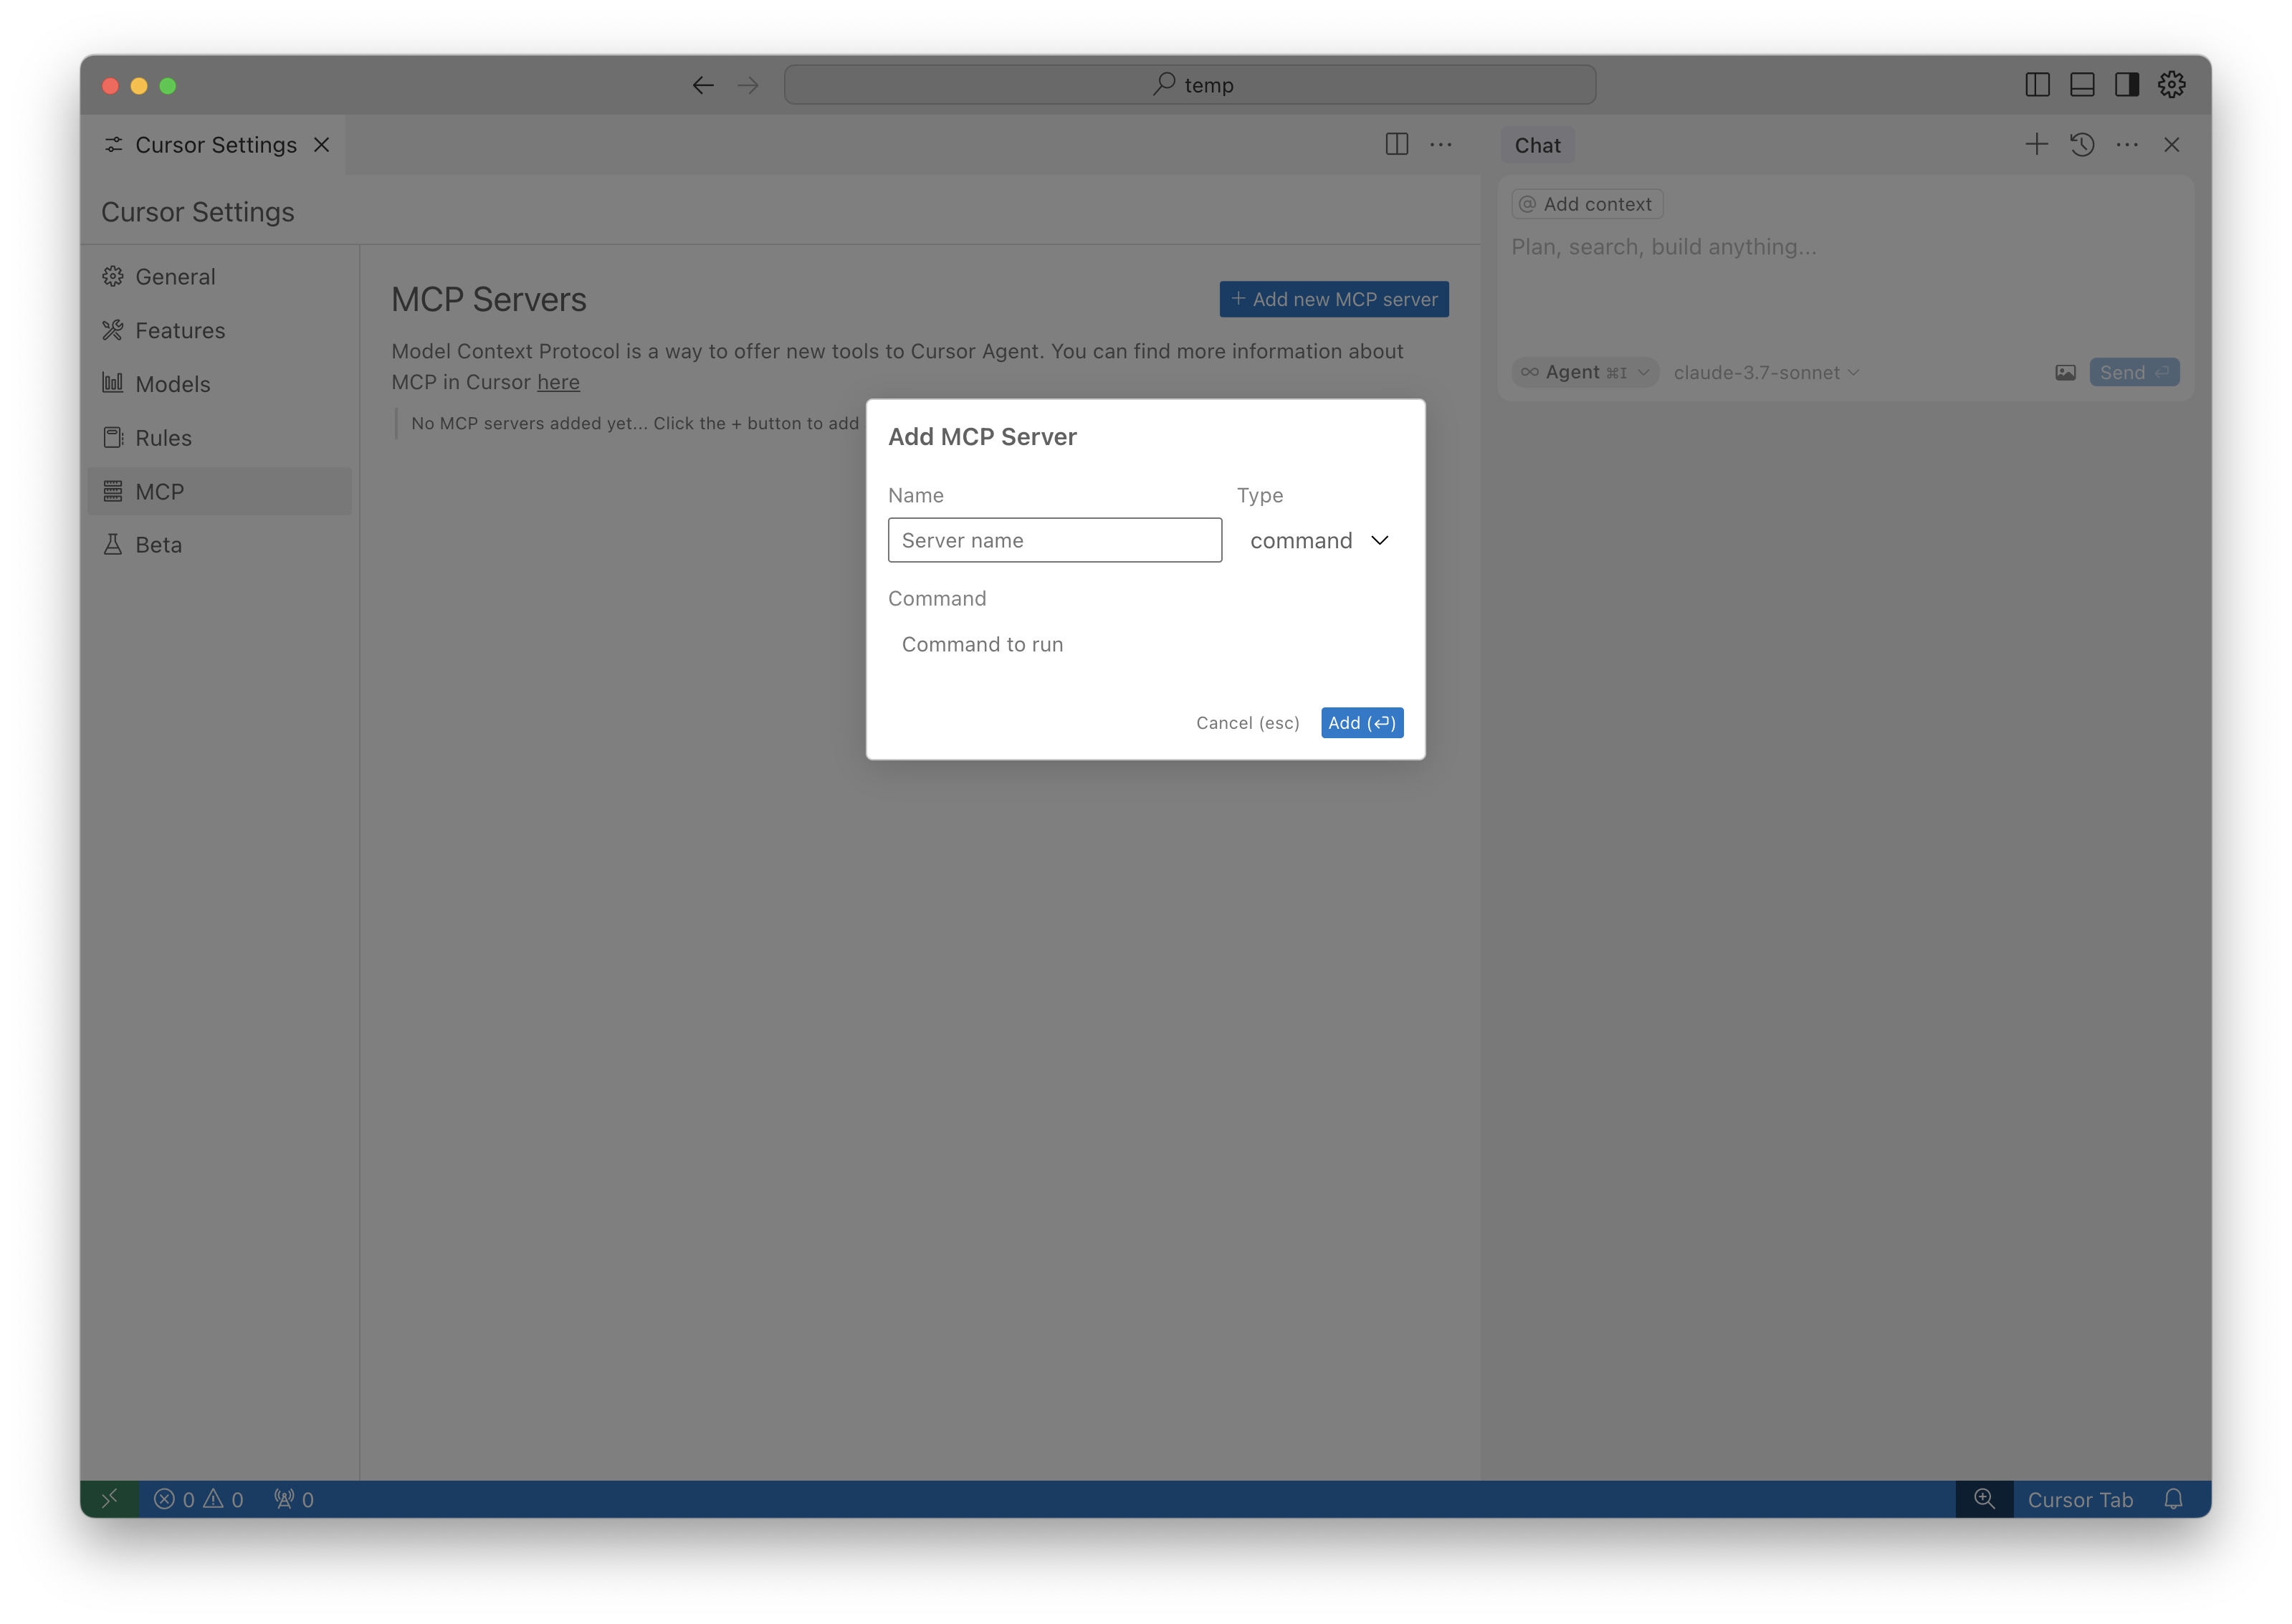 temp
Cursor Settings
Chat
Cursor Settings
@ Add context
Plan, search, build anything...
General
Features
Models
Rules
MCP
Beta
MCP Servers
+ Add new MCP server
Model Context Protocol is a way to offer new tools to Cursor Agent. You can find more information about
MCP in Cursor here
No MCP servers added yet... Click the + button to add
Agent ⌘I
claude-3.7-sonnet
Send ⏎
Add MCP Server
Name
Type
Server name
command
Command
Command to run
Cancel (esc)
Add (⏎)
0 0 0
Cursor Tab